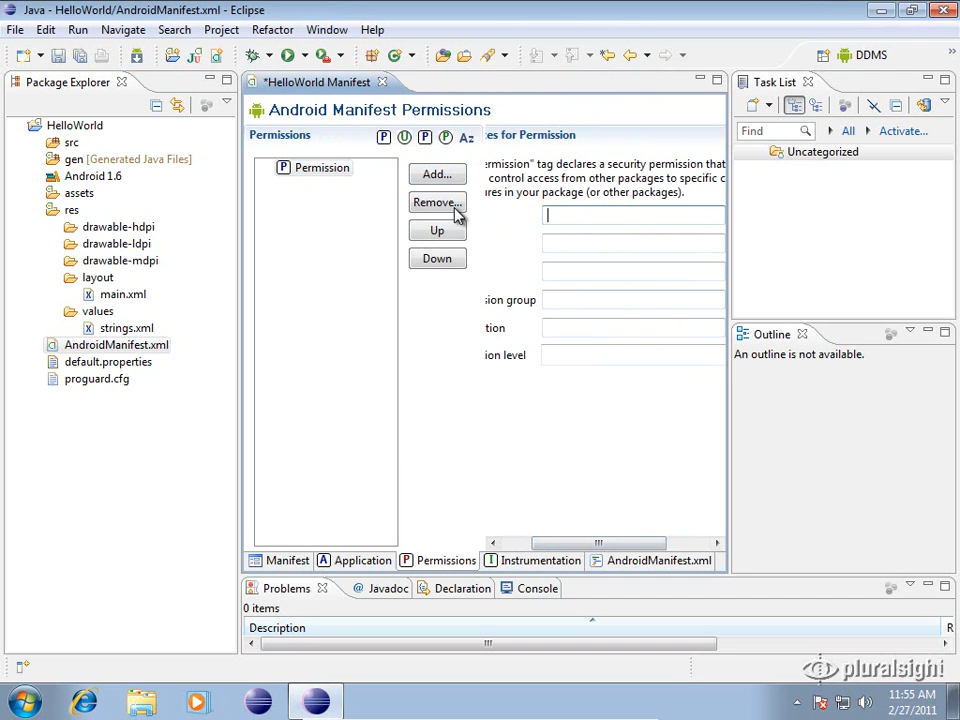 Java - HelloWorld/AndroidManifest.xml - Eclipse
File Edit Run Navigate Search Project Refactor Window Help
DDMS
Package Explorer
HelloWorld
src
gen [Generated Java Files]
Android 1.6
assets
res
drawable-hdpi
drawable-ldpi
drawable-mdpi
layout
main.xml
values
strings.xml
AndroidManifest.xml
default.properties
proguard.cfg
*HelloWorld Manifest
Android Manifest Permissions
Permissions
P U P P Az
P Permission
Add...
Remove...
Up
Down
es for Permission
ermission" tag declares a security permission that
control access from other packages to specific c
ures in your package (or other packages).
ion group
tion
ion level
Manifest A Application P Permissions I Instrumentation AndroidManifest.xml
Task List
Find All Activate...
Uncategorized
Outline
An outline is not available.
Problems @ Javadoc Declaration Console
0 items
Description R
pluralsight
11:55 AM
2/27/2011